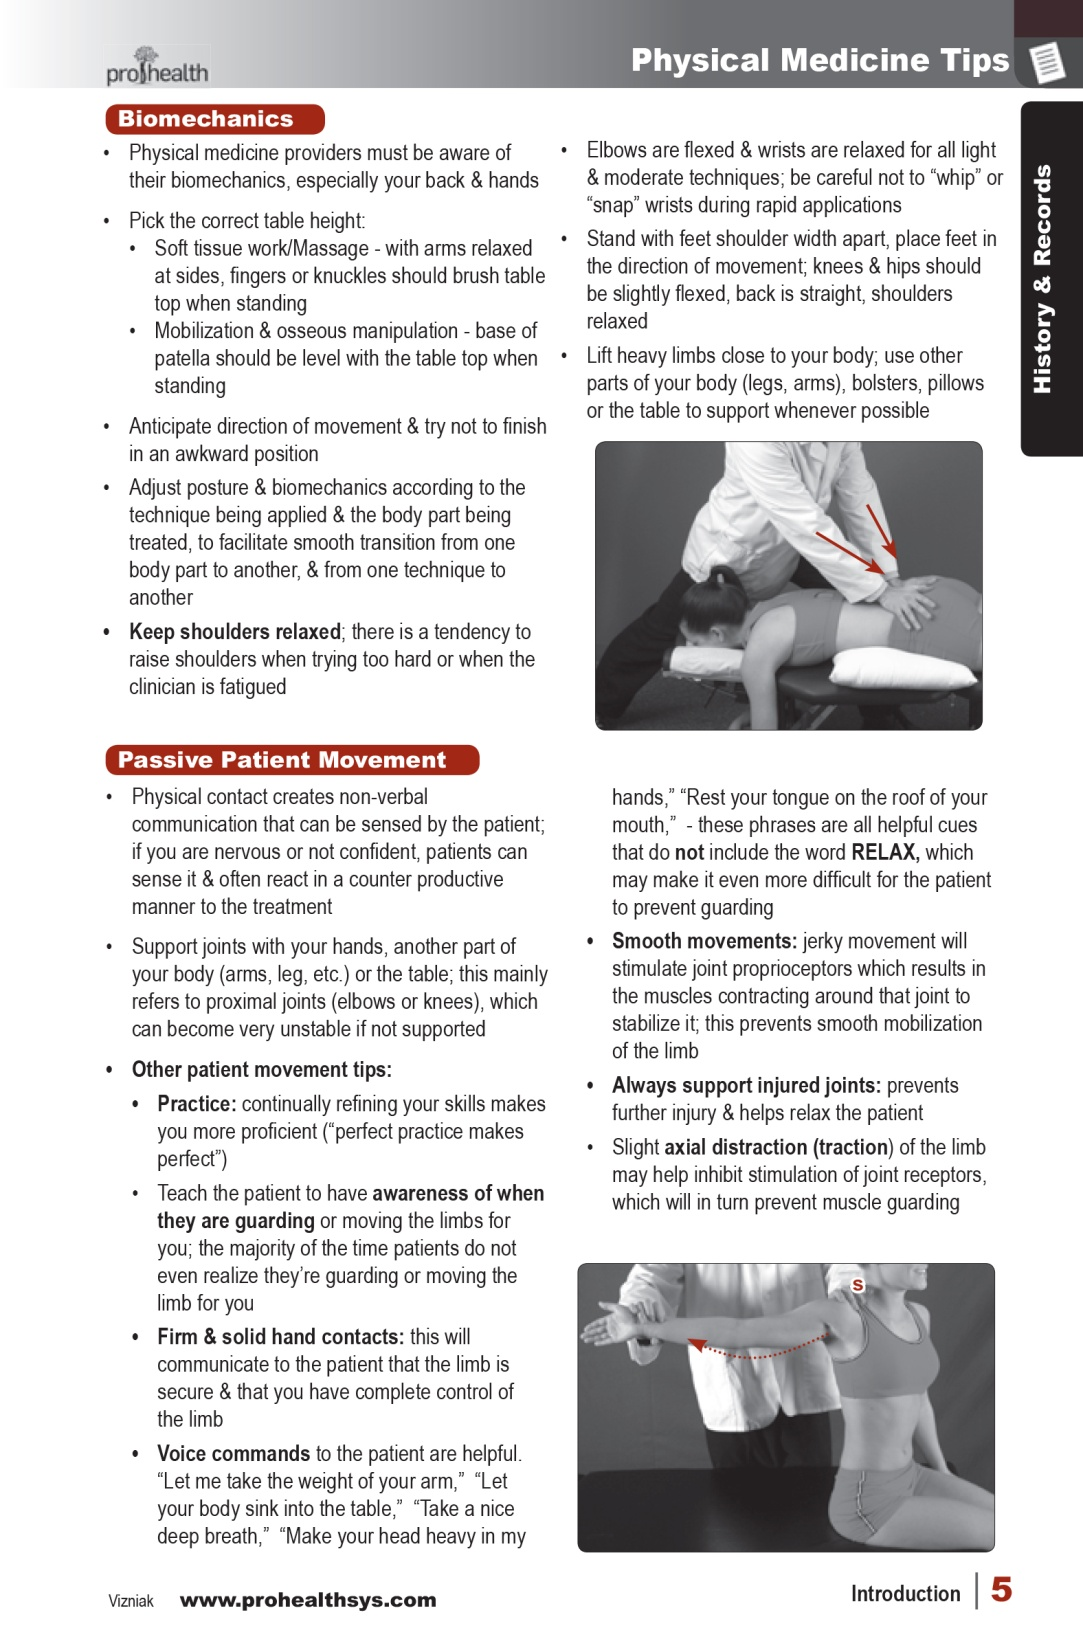 prohealth
Physical Medicine Tips
History & Records
Biomechanics
• Physical medicine providers must be aware of
their biomechanics, especially your back & hands
• Pick the correct table height:
• Soft tissue work/Massage - with arms relaxed
at sides, fingers or knuckles should brush table
top when standing
• Mobilization & osseous manipulation - base of
patella should be level with the table top when
standing
• Anticipate direction of movement & try not to finish
in an awkward position
• Adjust posture & biomechanics according to the
technique being applied & the body part being
treated, to facilitate smooth transition from one
body part to another, & from one technique to
another
• Keep shoulders relaxed; there is a tendency to
raise shoulders when trying too hard or when the
clinician is fatigued
• Elbows are flexed & wrists are relaxed for all light
& moderate techniques; be careful not to “whip” or
“snap” wrists during rapid applications
• Stand with feet shoulder width apart, place feet in
the direction of movement; knees & hips should
be slightly flexed, back is straight, shoulders
relaxed
• Lift heavy limbs close to your body; use other
parts of your body (legs, arms), bolsters, pillows
or the table to support whenever possible
Passive Patient Movement
• Physical contact creates non-verbal
communication that can be sensed by the patient;
if you are nervous or not confident, patients can
sense it & often react in a counter productive
manner to the treatment
• Support joints with your hands, another part of
your body (arms, leg, etc.) or the table; this mainly
refers to proximal joints (elbows or knees), which
can become very unstable if not supported
• Other patient movement tips:
• Practice: continually refining your skills makes
you more proficient (“perfect practice makes
perfect”)
• Teach the patient to have awareness of when
they are guarding or moving the limbs for
you; the majority of the time patients do not
even realize they’re guarding or moving the
limb for you
• Firm & solid hand contacts: this will
communicate to the patient that the limb is
secure & that you have complete control of
the limb
• Voice commands to the patient are helpful.
“Let me take the weight of your arm,” “Let
your body sink into the table,” “Take a nice
deep breath,” “Make your head heavy in my
hands,” “Rest your tongue on the roof of your
mouth,” - these phrases are all helpful cues
that do not include the word RELAX, which
may make it even more difficult for the patient
to prevent guarding
• Smooth movements: jerky movement will
stimulate joint proprioceptors which results in
the muscles contracting around that joint to
stabilize it; this prevents smooth mobilization
of the limb
• Always support injured joints: prevents
further injury & helps relax the patient
• Slight axial distraction (traction) of the limb
may help inhibit stimulation of joint receptors,
which will in turn prevent muscle guarding
S
Vizniak www.prohealthsys.com
Introduction 5